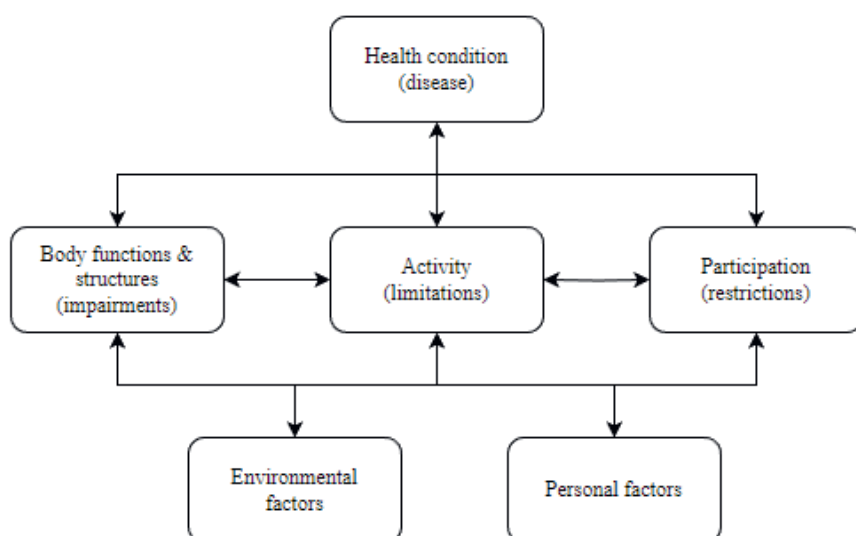 Health condition
(disease)
Body functions &
structures
(impairments)
Activity
(limitations)
Participation
(restrictions)
Environmental
factors
Personal factors